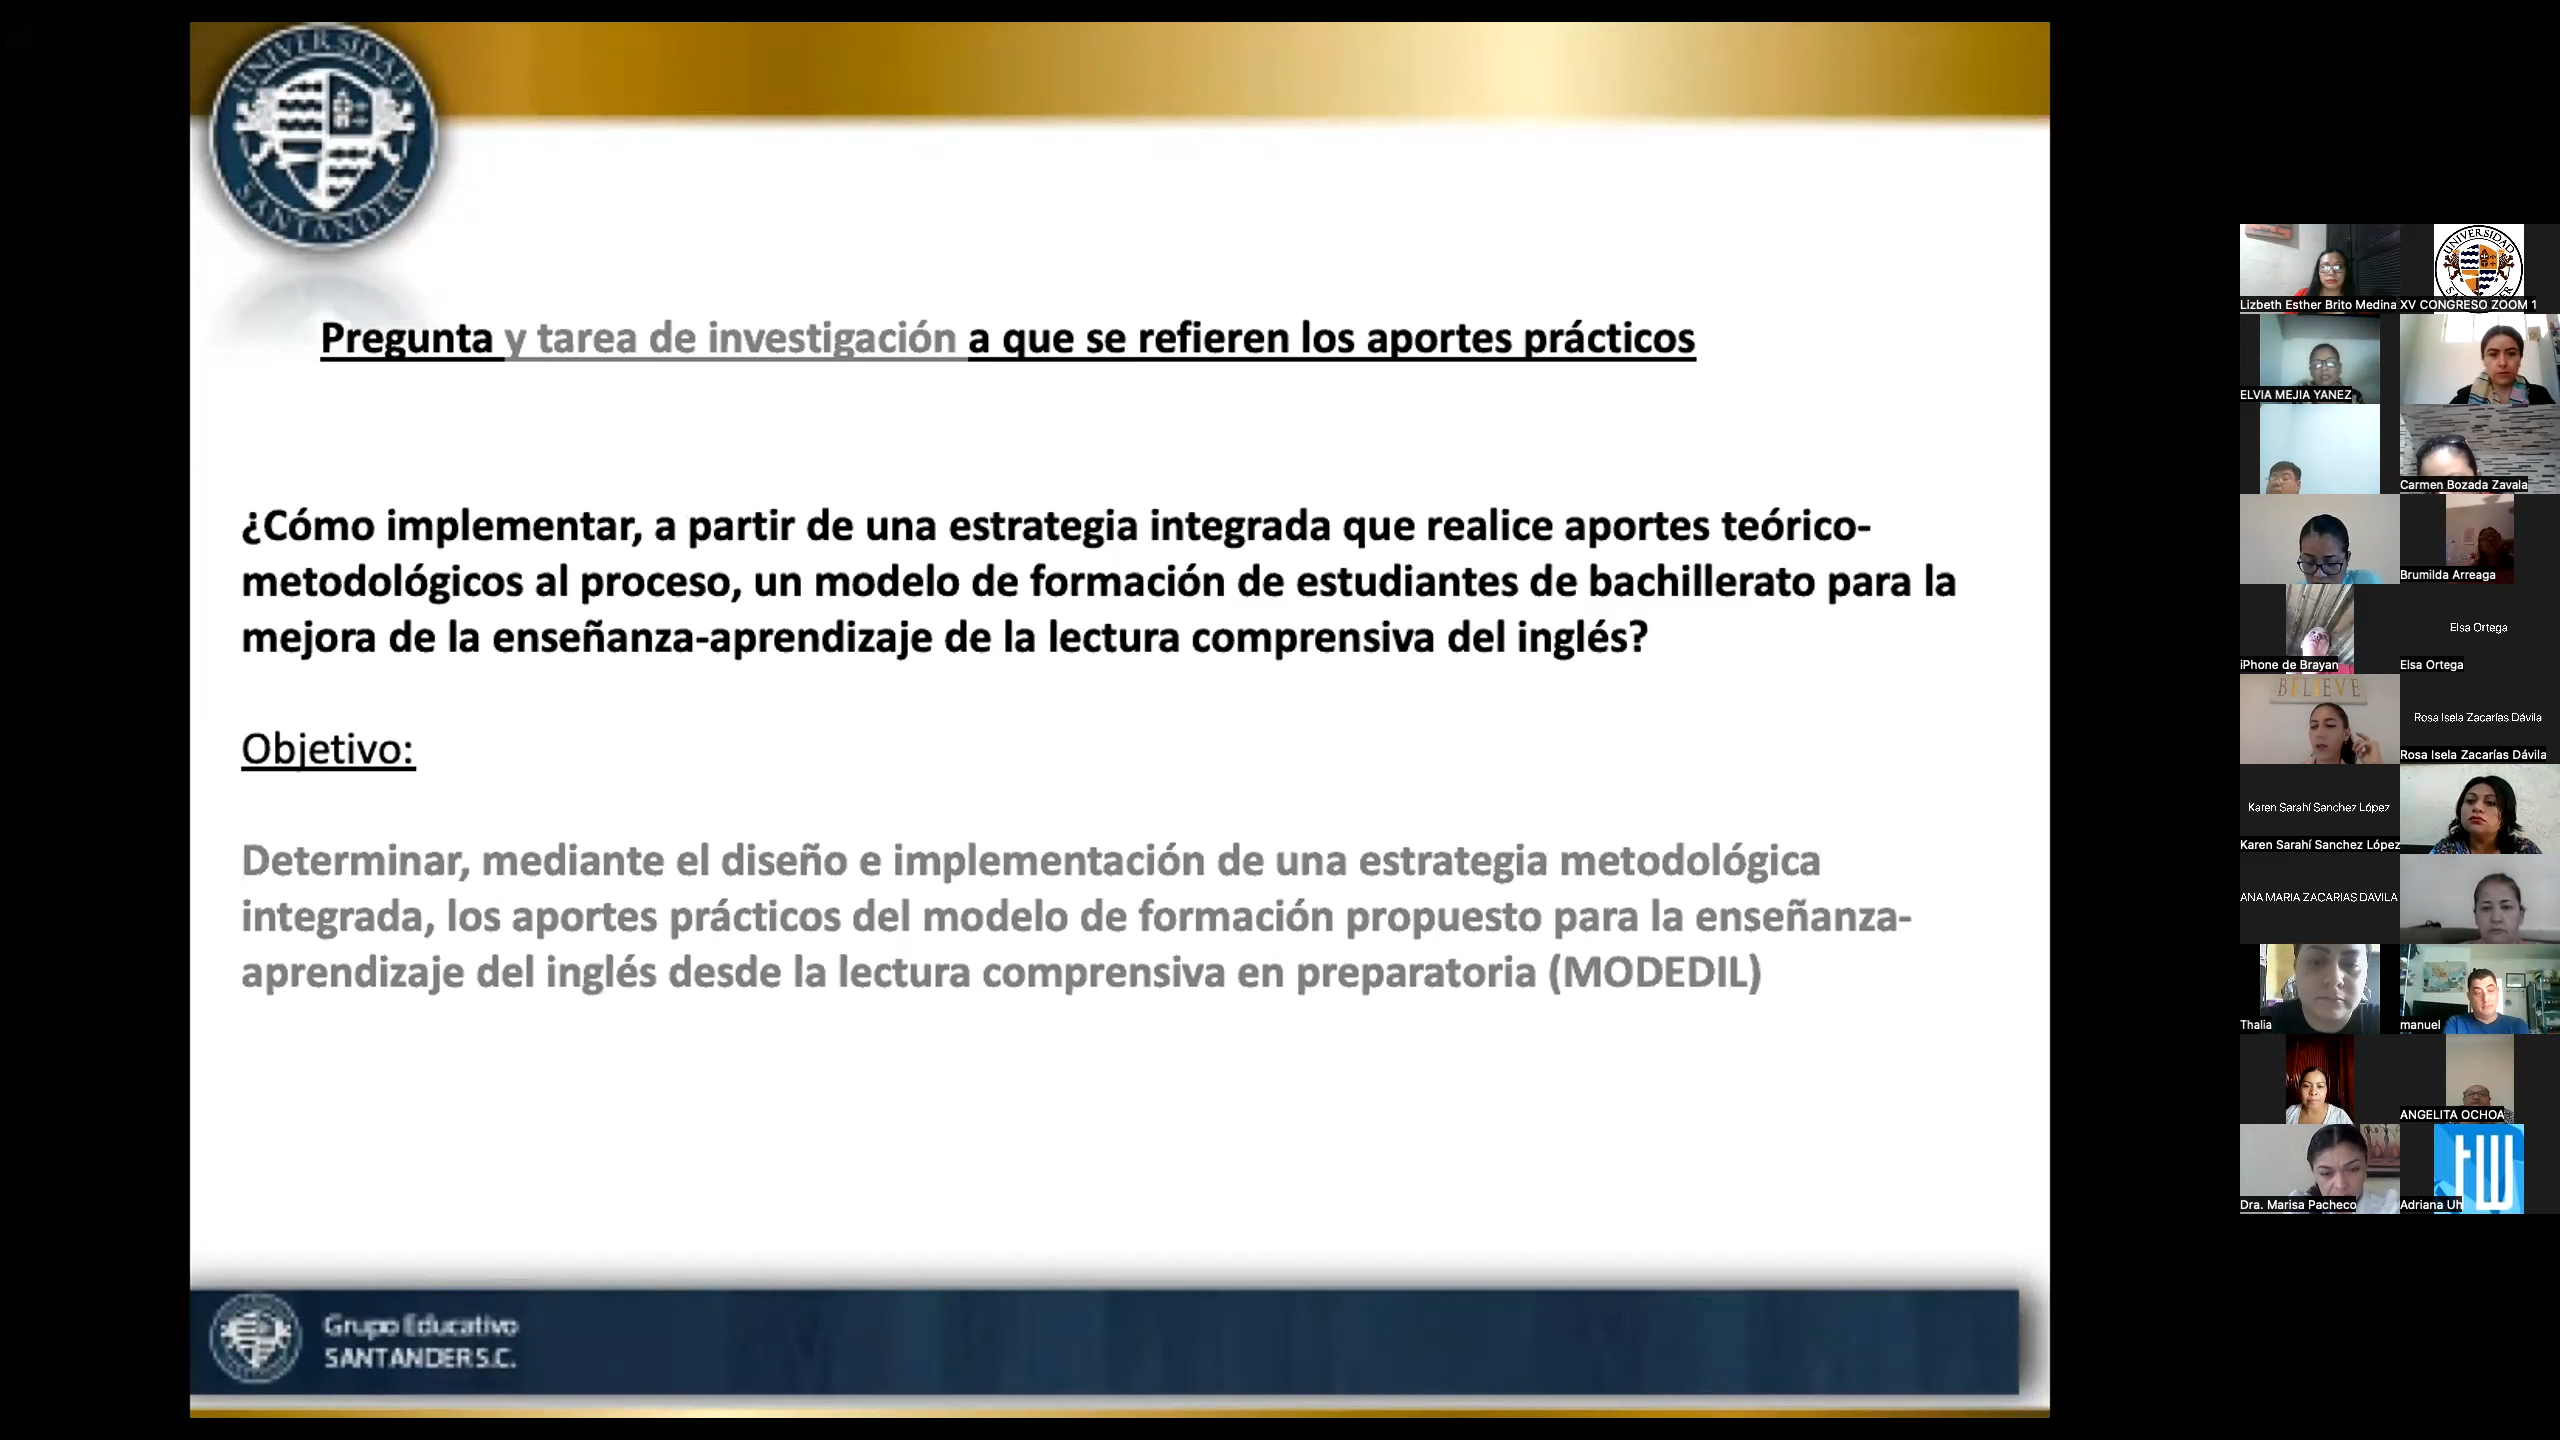 UNIVERSIDAD
SANTANDER
Pregunta y tarea de investigación a que se refieren los aportes prácticos
¿Cómo implementar, a partir de una estrategia integrada que realice aportes teórico-
metodológicos al proceso, un modelo de formación de estudiantes de bachillerato para la
mejora de la enseñanza-aprendizaje de la lectura comprensiva del inglés?
Objetivo:
Determinar, mediante el diseño e implementación de una estrategia metodológica
integrada, los aportes prácticos del modelo de formación propuesto para la enseñanza-
aprendizaje del inglés desde la lectura comprensiva en preparatoria (MODEDIL)
Grupo Educativo
SANTANDER S.C.
UNIVERSIDAD
Lizbeth Esther Brito Medina
XV CONGRESO ZOOM 1
ELVIA MEJIA YANEZ
Carmen Bozada Zavala
Brumilda Arreaga
iPhone de Brayan
Elsa Ortega
Elsa Ortega
BELIEVE
Rosa Isela Zacarías Dávila
Rosa Isela Zacarías Dávila
Karen Sarahí Sanchez López
Karen Sarahí Sanchez López
ANA MARIA ZACARIAS DAVILA
Thalia
manuel
ANGELITA OCHOA
Dra. Marisa Pacheco
tw
Adriana Uh